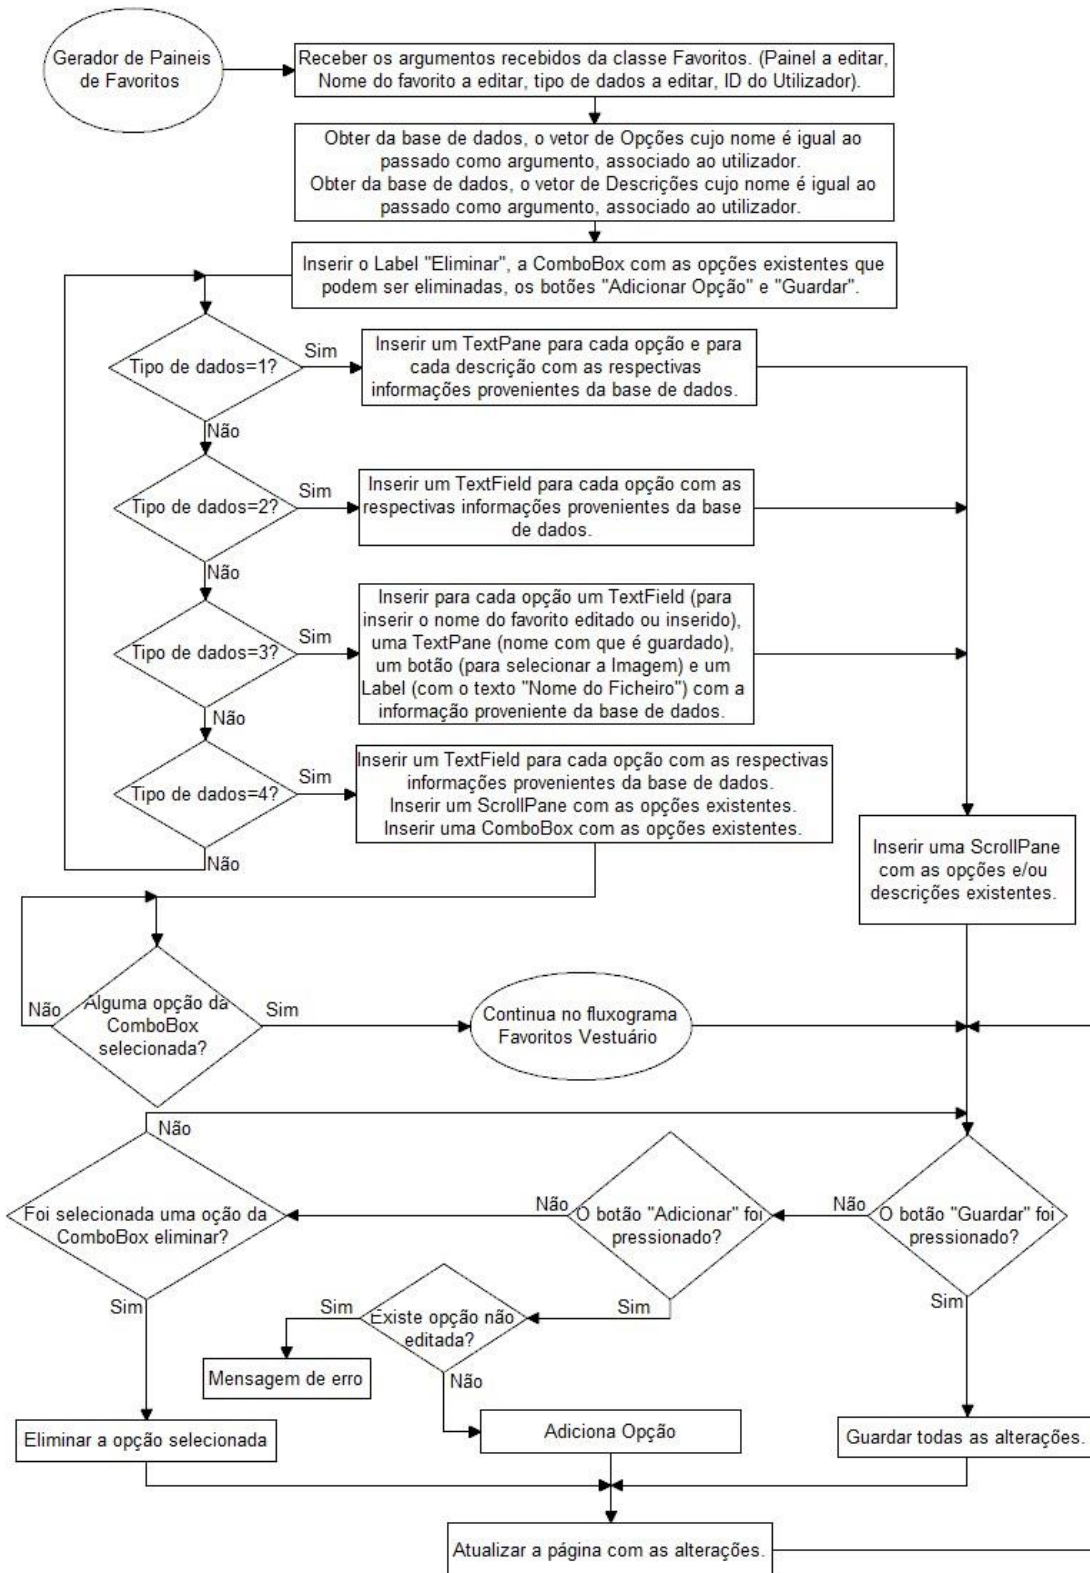 Gerador de Paineis
de Favoritos
Receber os argumentos recebidos da classe Favoritos. (Painel a editar,
Nome do favorito a editar, tipo de dados a editar, ID do Utilizador).
Obter da base de dados, o vetor de Opções cujo nome é igual ao
passado como argumento, associado ao utilizador.
Obter da base de dados, o vetor de Descrições cujo nome é igual ao
passado como argumento, associado ao utilizador.
Inserir o Label "Eliminar", a ComboBox com as opções existentes que
podem ser eliminadas, os botões "Adicionar Opção" e "Guardar".
Tipo de dados=1?
Sim
Inserir um TextPane para cada opção e para
cada descrição com as respectivas
informações provenientes da base de dados.
Não
Tipo de dados=2?
Sim
Inserir um TextField para cada opção com as
respectivas informações provenientes da base
de dados.
Não
Tipo de dados=3?
Sim
Inserir para cada opção um TextField (para
inserir o nome do favorito editado ou inserido),
uma TextPane (nome com que é guardado),
um botão (para selecionar a Imagem) e um
Label (com o texto "Nome do Ficheiro") com a
informação proveniente da base de dados.
Não
Tipo de dados=4?
Sim
Inserir um TextField para cada opção com as respectivas
informações provenientes da base de dados.
Inserir um ScrollPane com as opções existentes.
Inserir uma ComboBox com as opções existentes.
Não
Inserir uma ScrollPane
com as opções e/ou
descrições existentes.
Não
Alguma opção da
ComboBox
selecionada?
Sim
Continua no fluxograma
Favoritos Vestuário
Não
Foi selecionada uma oção da
ComboBox eliminar?
Não
O botão "Adicionar" foi
pressionado?
Não
O botão "Guardar" foi
pressionado?
Sim
Sim
Existe opção não
editada?
Sim
Sim
Mensagem de erro
Não
Eliminar a opção selecionada
Adiciona Opção
Guardar todas as alterações.
Atualizar a página com as alterações.